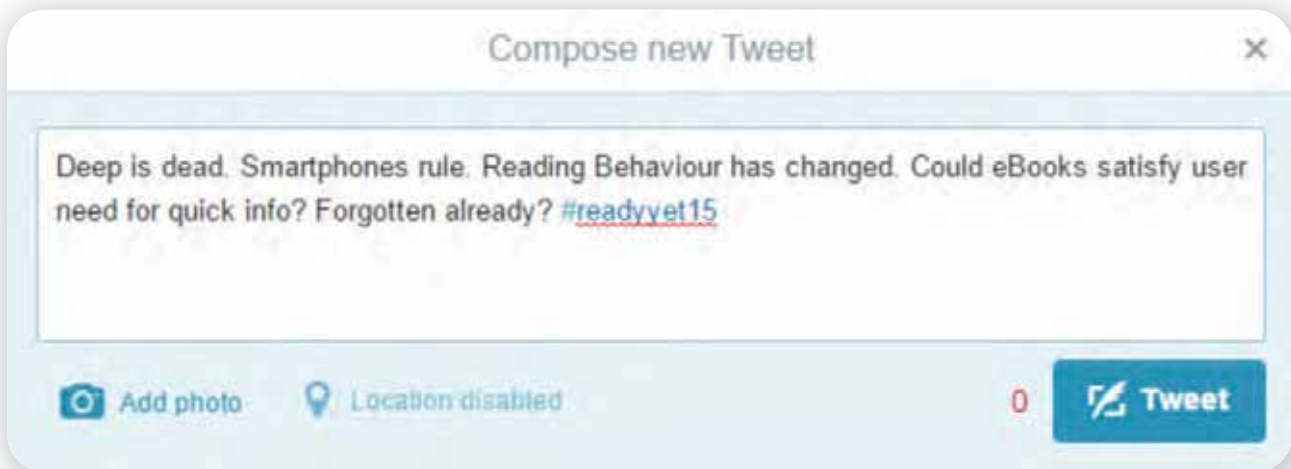 Compose new Tweet ×
Deep is dead. Smartphones rule. Reading Behaviour has changed. Could eBooks satisfy user
need for quick info? Forgotten already? #readyyet15
Add photo Location disabled 0 Tweet